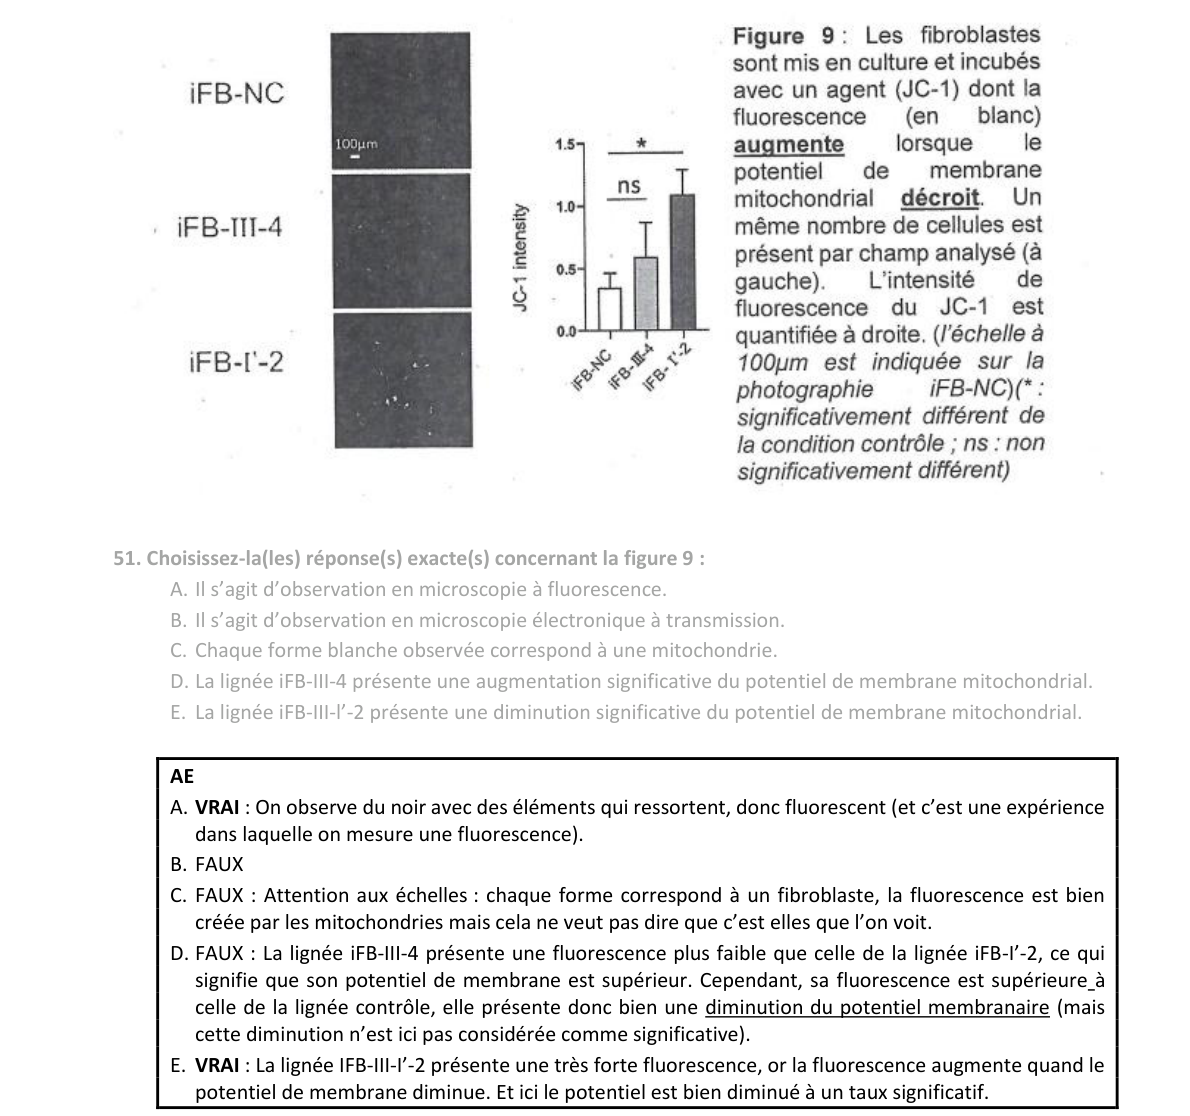 iFB-NC
100µm
iFB-III-4
iFB-I'-2
1.5
1.0
0.5
0.0
JC-1 intensity
*
ns
iFB-NC
iFB-III-4
iFB-I'-2
Figure 9 : Les fibroblastes
sont mis en culture et incubés
avec un agent (JC-1) dont la
fluorescence (en blanc)
augmente lorsque le
potentiel de membrane
mitochondrial décroit. Un
même nombre de cellules est
présent par champ analysé (à
gauche). L'intensité de
fluorescence du JC-1 est
quantifiée à droite. (l'échelle à
100µm est indiquée sur la
photographie iFB-NC)(* :
significativement différent de
la condition contrôle ; ns : non
significativement différent)
51. Choisissez-la(les) réponse(s) exacte(s) concernant la figure 9 :
A. Il s'agit d'observation en microscopie à fluorescence.
B. Il s'agit d'observation en microscopie électronique à transmission.
C. Chaque forme blanche observée correspond à une mitochondrie.
D. La lignée iFB-III-4 présente une augmentation significative du potentiel de membrane mitochondrial.
E. La lignée iFB-III-I'-2 présente une diminution significative du potentiel de membrane mitochondrial.
AE
A. VRAI : On observe du noir avec des éléments qui ressortent, donc fluorescent (et c'est une expérience
dans laquelle on mesure une fluorescence).
B. FAUX
C. FAUX : Attention aux échelles : chaque forme correspond à un fibroblaste, la fluorescence est bien
créée par les mitochondries mais cela ne veut pas dire que c'est elles que l'on voit.
D. FAUX : La lignée iFB-III-4 présente une fluorescence plus faible que celle de la lignée iFB-I'-2, ce qui
signifie que son potentiel de membrane est supérieur. Cependant, sa fluorescence est supérieure à
celle de la lignée contrôle, elle présente donc bien une diminution du potentiel membranaire (mais
cette diminution n'est ici pas considérée comme significative).
E. VRAI : La lignée IFB-III-I'-2 présente une très forte fluorescence, or la fluorescence augmente quand le
potentiel de membrane diminue. Et ici le potentiel est bien diminué à un taux significatif.